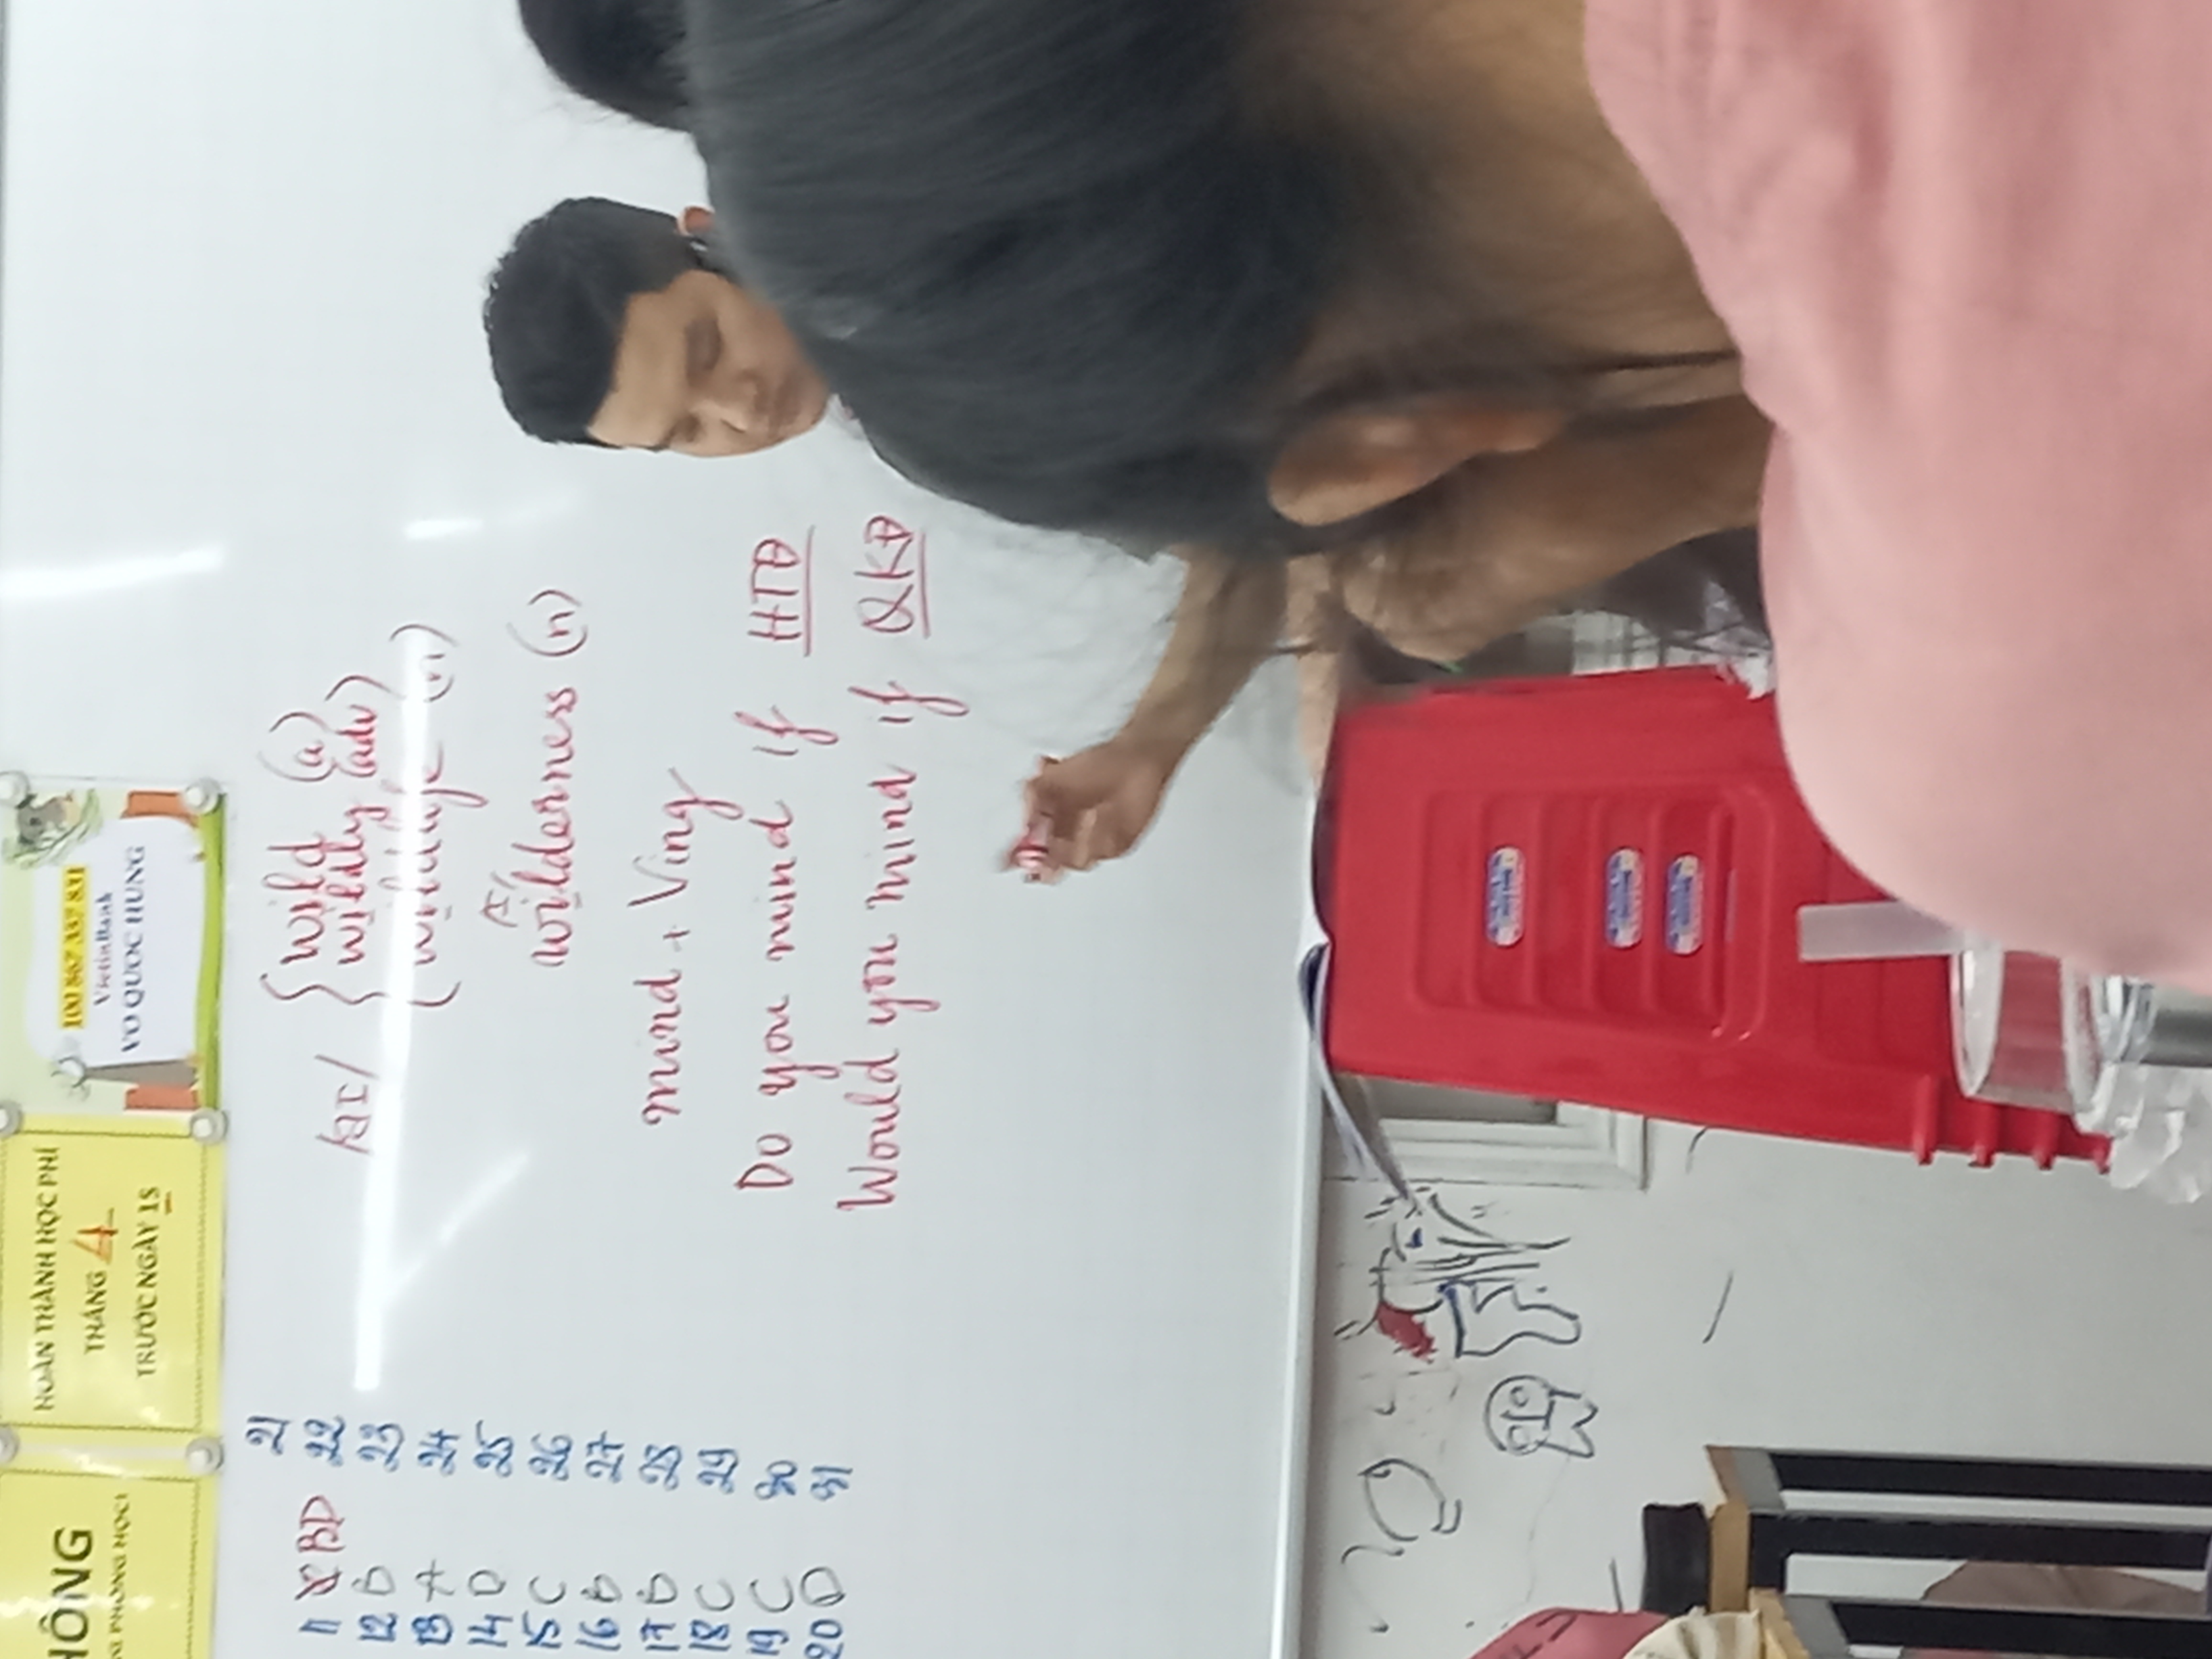 HÔNG
G PHÒNG HỌC!
HOÀN THÀNH HỌC PHÍ
THÁNG 4
TRƯỚC NGÀY 15
100 867 337 831
VietinBank
VO QUOC HUNG
11 BD
12 B
13 A
14 D
15 C
16 B
17 B
18 C
19 C
20 D
21
22
23
24
25
26
27
28
29
30
31
/aI/
wild (a)
wildly (adv)
wildlife (n)
/I/
wilderness (n)
mind + Ving
Do you mind if HTĐ
Would you mind if QKĐ